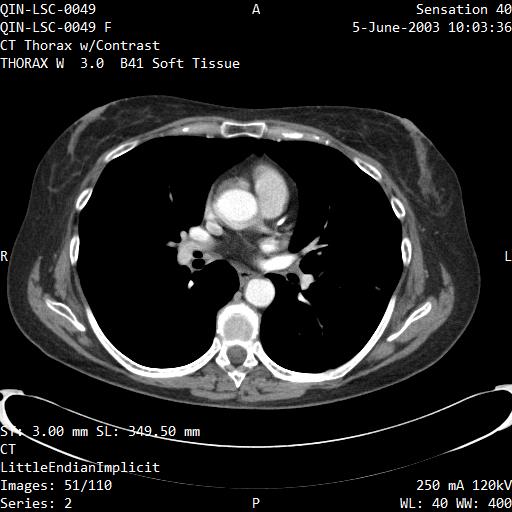 QIN-LSC-0049 A Sensation 40
QIN-LSC-0049 F 5-June-2003 10:03:36
CT Thorax w/Contrast
THORAX W 3.0 B41 Soft Tissue
R L
ST: 3.00 mm SL: 349.50 mm
CT
LittleEndianImplicit
Images: 51/110 250 mA 120kV
Series: 2 P WL: 40 WW: 400